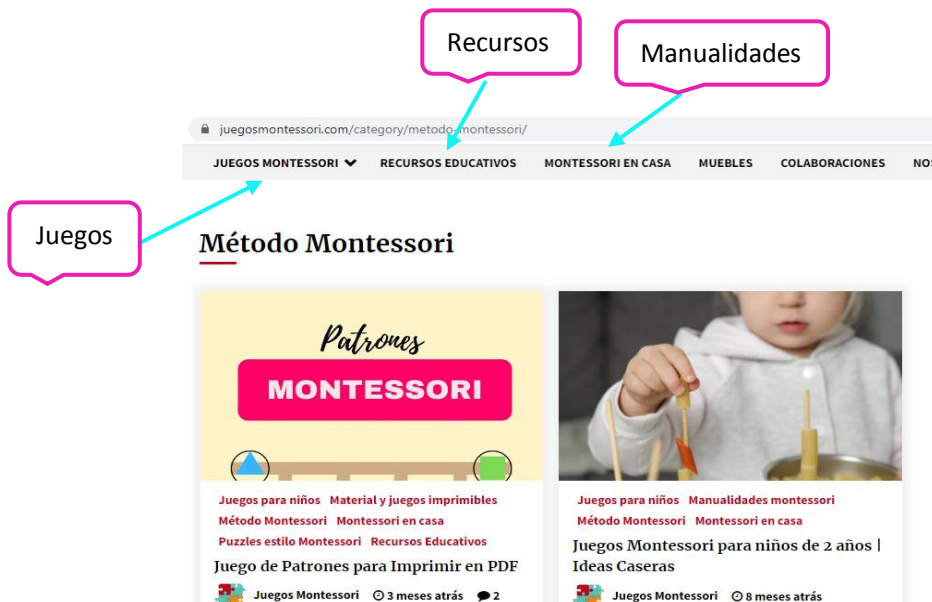 Recursos
Manualidades
juegosmontessori.com/category/metodo-montessori/
JUEGOS MONTESSORI RECURSOS EDUCATIVOS MONTESSORI EN CASA MUEBLES COLABORACIONES NOS
Juegos
Método Montessori
Patrones
MONTESSORI
Juegos para niños Material y juegos imprimibles
Método Montessori Montessori en casa
Puzzles estilo Montessori Recursos Educativos
Juego de Patrones para Imprimir en PDF
Juegos Montessori 3 meses atrás 2
Juegos para niños Manualidades montessori
Método Montessori Montessori en casa
Juegos Montessori para niños de 2 años |
Ideas Caseras
Juegos Montessori 8 meses atrás